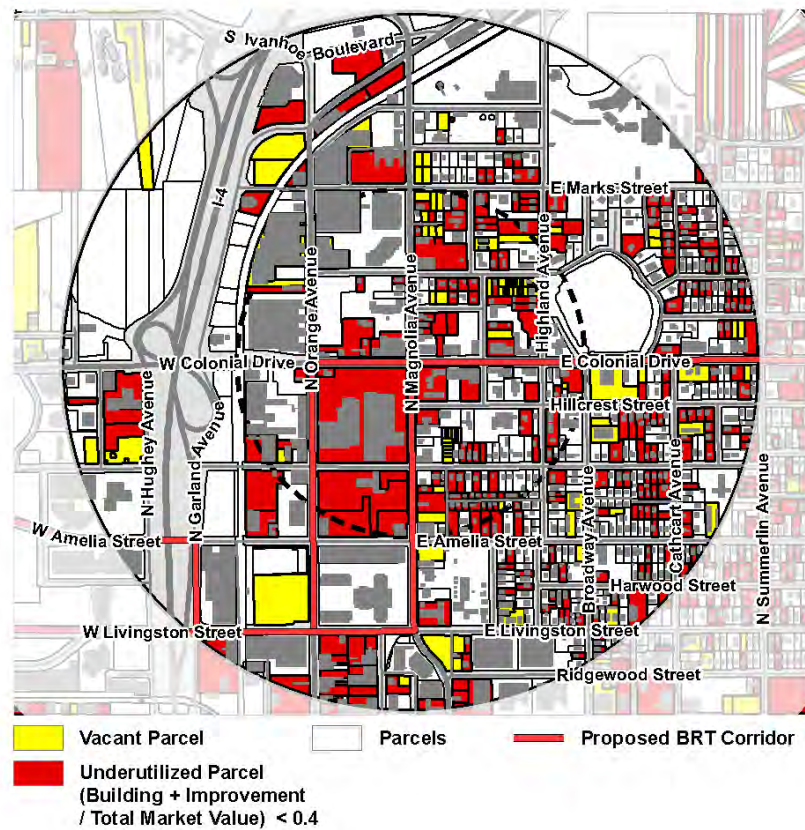 S Ivanhoe Boulevard
E Marks Street
I-4
N Orange Avenue
N Magnolia Avenue
Highland Avenue
W Colonial Drive
E Colonial Drive
Hillcrest Street
N Hughey Avenue
N Garland Avenue
W Amelia Street
E Amelia Street
Broadway Avenue
Cathcart Avenue
N Summerlin Avenue
Harwood Street
W Livingston Street
E Livingston Street
Ridgewood Street
Vacant Parcel
Parcels
Proposed BRT Corridor
Underutilized Parcel
(Building + Improvement
/ Total Market Value) < 0.4